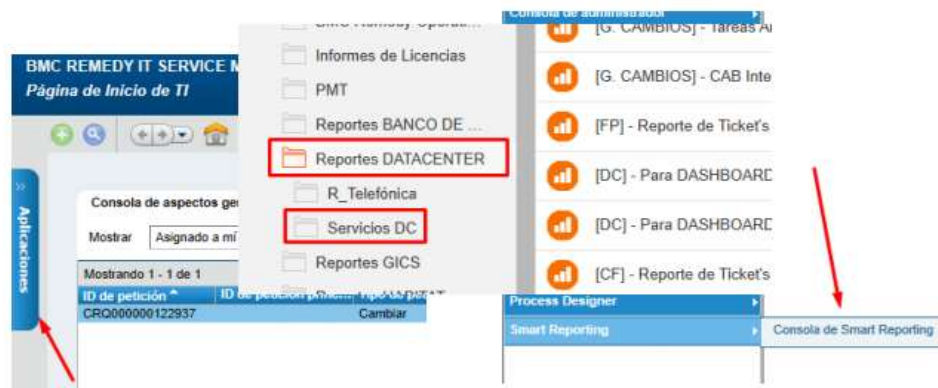 BMC REMEDY IT SERVICE M
Página de Inicio de TI
Aplicaciones
Consola de aspectos ge
Mostrar
Asignado a mí
Mostrando 1 - 1 de 1
ID de petición
CRQ000000122937
Cambiar
Informes de Licencias
PMT
Reportes BANCO DE ...
Reportes DATACENTER
R_Telefónica
Servicios DC
Reportes GICS
Consola de administrador
[G. CAMBIOS] - Tareas A
[G. CAMBIOS] - CAB Inte
[FP] - Reporte de Ticket's
[DC] - Para DASHBOARD
[DC] - Para DASHBOARD
[CF] - Reporte de Ticket's
Process Designer
Smart Reporting
Consola de Smart Reporting